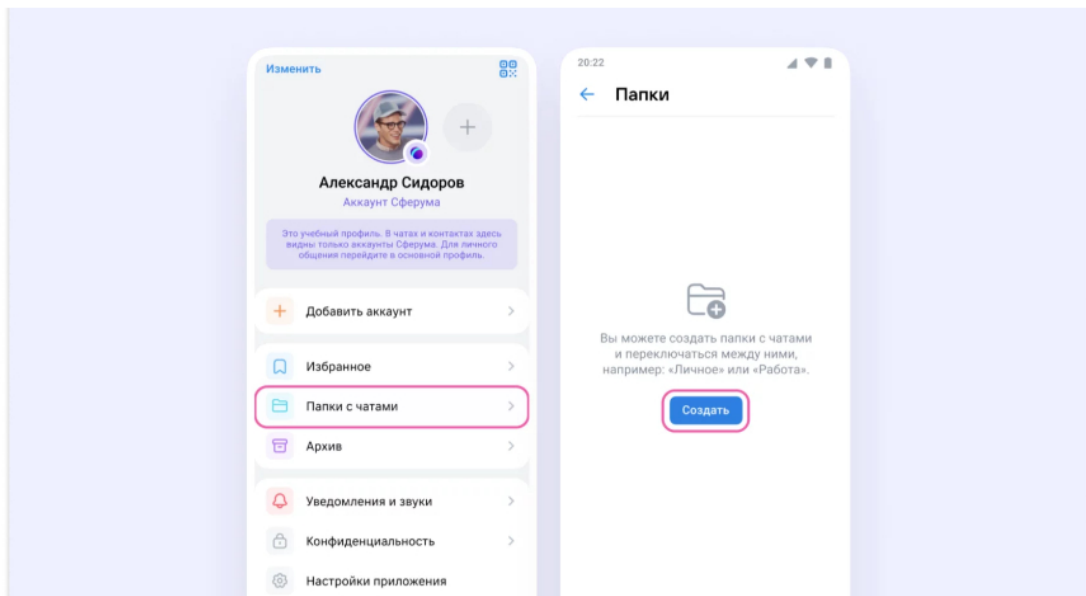 Изменить
Александр Сидоров
Аккаунт Сферума
Это учебный профиль. В чатах и контактах здесь
видны только аккаунты Сферума. Для личного
общения перейдите в основной профиль.
Добавить аккаунт
Избранное
Папки с чатами
Архив
Уведомления и звуки
Конфиденциальность
Настройки приложения
20:22
Папки
Вы можете создать папки с чатами
и переключаться между ними,
например: «Личное» или «Работа».
Создать